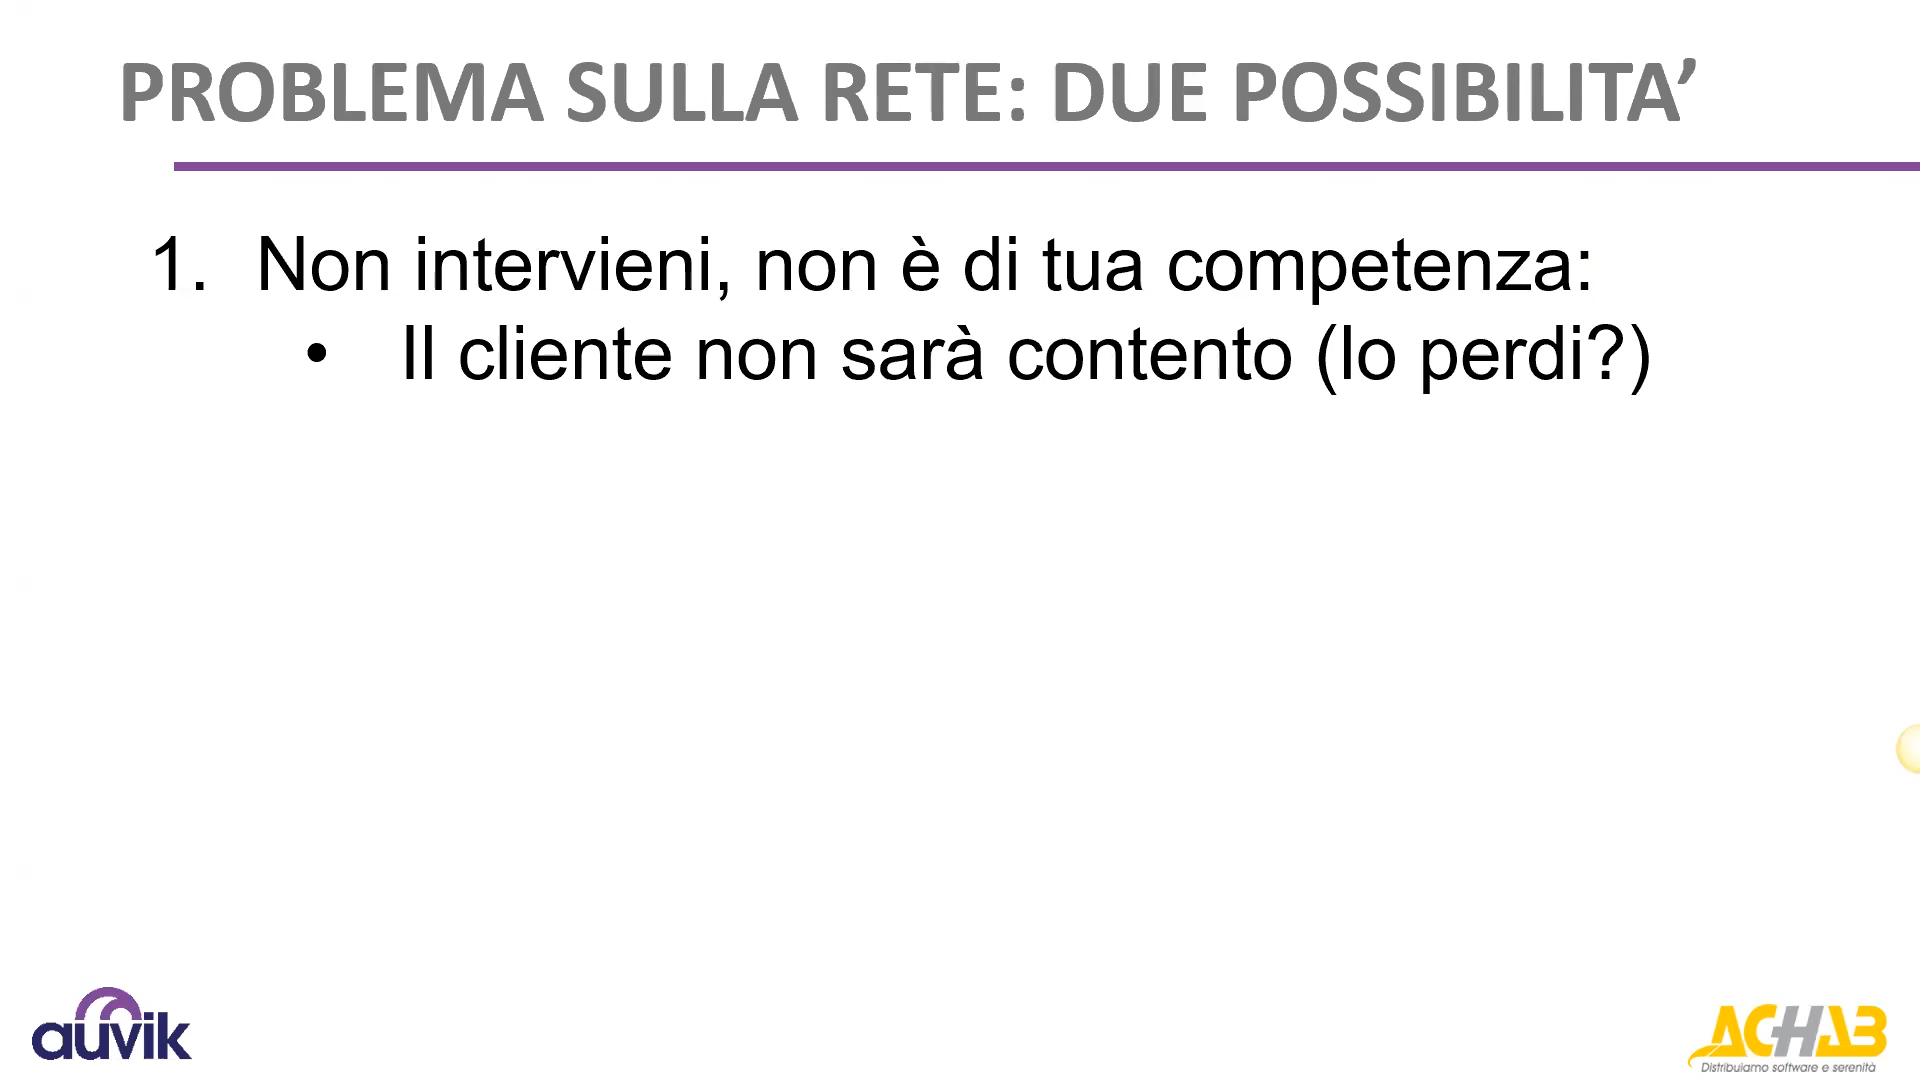 PROBLEMA SULLA RETE: DUE POSSIBILITA’
1. Non intervieni, non è di tua competenza:
• Il cliente non sarà contento (lo perdi?)
auvik
ACHAB
Distribuiamo software e serenità